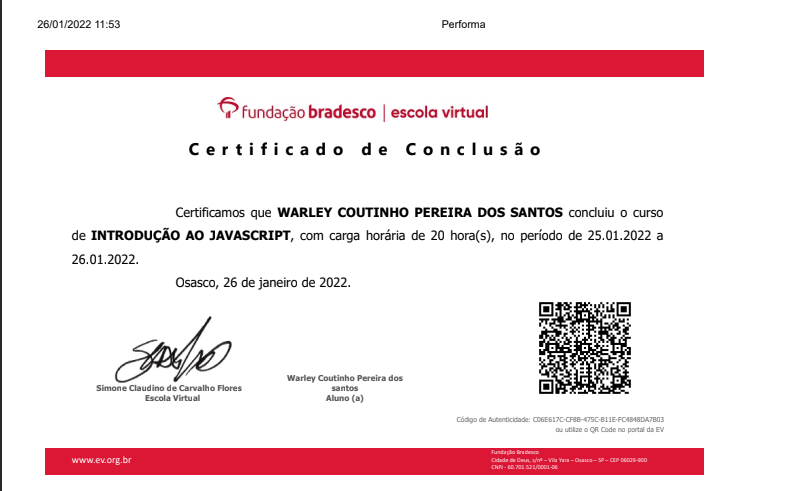 26/01/2022 11:53
Performa
fundação bradesco | escola virtual
Certificado de Conclusão
Certificamos que WARLEY COUTINHO PEREIRA DOS SANTOS concluiu o curso
de INTRODUÇÃO AO JAVASCRIPT, com carga horária de 20 hora(s), no período de 25.01.2022 a
26.01.2022.
Osasco, 26 de janeiro de 2022.
Simone Claudino de Carvalho Flores
Escola Virtual
Warley Coutinho Pereira dos
santos
Aluno (a)
Código de Autenticidade: C06E617C-CF8B-475C-B11E-FC4848DA7B03
ou utilize o QR Code no portal da EV
www.ev.org.br
Fundação Bradesco
Cidade de Deus, s/nº – Vila Yara – Osasco – SP – CEP 06029-900
CNPJ - 60.701.521/0001-06